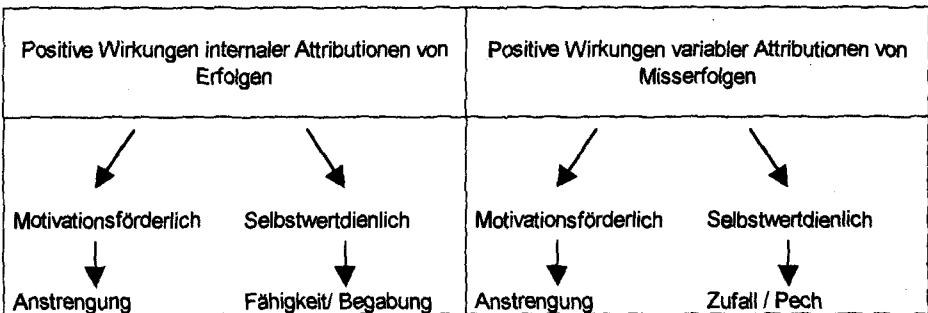 Positive Wirkungen internaler Attributionen von
Erfolgen
Positive Wirkungen variabler Attributionen von
Misserfolgen
Motivationsförderlich
Selbstwertdienlich
Motivationsförderlich
Selbstwertdienlich
Anstrengung
Fähigkeit/ Begabung
Anstrengung
Zufall / Pech